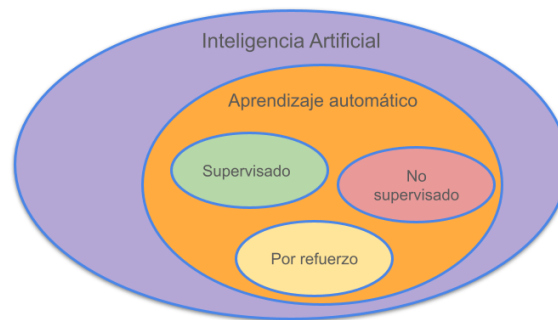 Inteligencia Artificial
Aprendizaje automático
Supervisado
No
supervisado
Por refuerzo